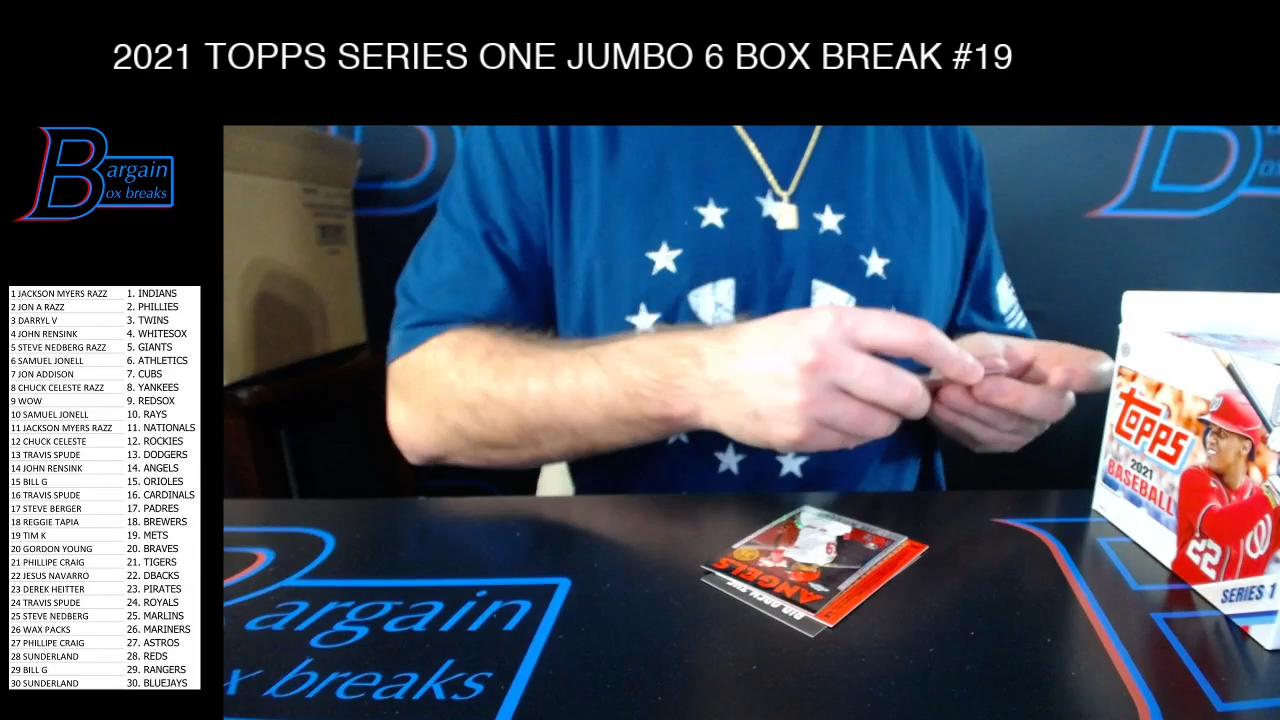 2021 TOPPS SERIES ONE JUMBO 6 BOX BREAK #19
Bargain
Box breaks
1 JACKSON MYERS RAZZ 1. INDIANS
2 JON A RAZZ 2. PHILLIES
3 DARRYL V 3. TWINS
4 JOHN RENSINK 4. WHITESOX
5 STEVE NEDBERG RAZZ 5. GIANTS
6 SAMUEL JONELL 6. ATHLETICS
7 JON ADDISON 7. CUBS
8 CHUCK CELESTE RAZZ 8. YANKEES
9 WOW 9. REDSOX
10 SAMUEL JONELL 10. RAYS
11 JACKSON MYERS RAZZ 11. NATIONALS
12 CHUCK CELESTE 12. ROCKIES
13 TRAVIS SPUDE 13. DODGERS
14 JOHN RENSINK 14. ANGELS
15 BILL G 15. ORIOLES
16 TRAVIS SPUDE 16. CARDINALS
17 STEVE BERGER 17. PADRES
18 REGGIE TAPIA 18. BREWERS
19 TIM K 19. METS
20 GORDON YOUNG 20. BRAVES
21 PHILLIPE CRAIG 21. TIGERS
22 JESUS NAVARRO 22. DBACKS
23 DEREK HEITTER 23. PIRATES
24 TRAVIS SPUDE 24. ROYALS
25 STEVE NEDBERG 25. MARLINS
26 WAX PACKS 26. MARINERS
27 PHILLIPE CRAIG 27. ASTROS
28 SUNDERLAND 28. REDS
29 BILL G 29. RANGERS
30 SUNDERLAND 30. BLUEJAYS
TOPPS
2021
BASEBALL
W
22
SERIES 1
ANGELS
argain
x breaks